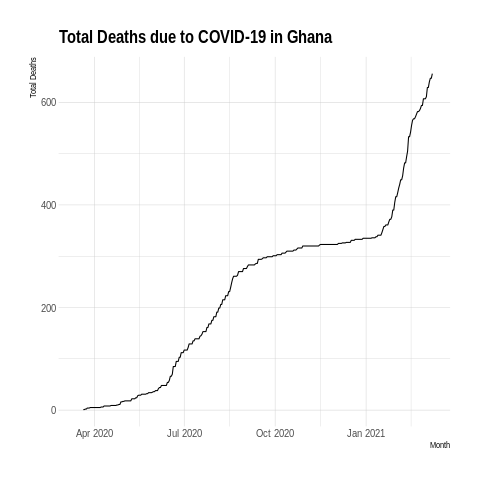 Total Deaths due to COVID-19 in Ghana
Total Deaths
600
400
200
0
Apr 2020 Jul 2020 Oct 2020 Jan 2021
Month